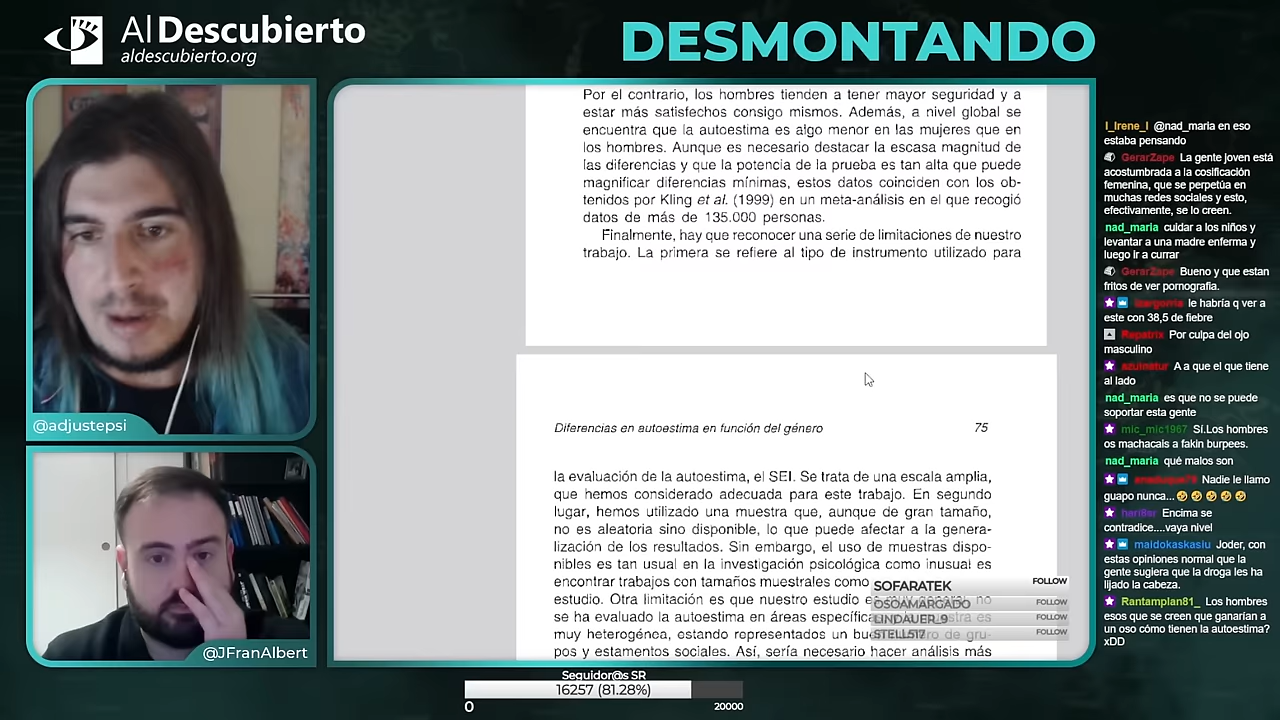 Al Descubierto
aldescubierto.org
DESMONTANDO
@adjustepsi
@JFranAlbert
Por el contrario, los hombres tienden a tener mayor seguridad y a
estar más satisfechos consigo mismos. Además, a nivel global se
encuentra que la autoestima es algo menor en las mujeres que en
los hombres. Aunque es necesario destacar la escasa magnitud de
las diferencias y que la potencia de la prueba es tan alta que puede
magnificar diferencias mínimas, estos datos coinciden con los ob-
tenidos por Kling et al. (1999) en un meta-análisis en el que recogió
datos de más de 135.000 personas.
Finalmente, hay que reconocer una serie de limitaciones de nuestro
trabajo. La primera se refiere al tipo de instrumento utilizado para
Diferencias en autoestima en función del género 75
la evaluación de la autoestima, el SEI. Se trata de una escala amplia,
que hemos considerado adecuada para este trabajo. En segundo
lugar, hemos utilizado una muestra que, aunque de gran tamaño,
no es aleatoria sino disponible, lo que puede afectar a la genera-
lización de los resultados. Sin embargo, el uso de muestras dispo-
nibles es tan usual en la investigación psicológica como inusual es
encontrar trabajos con tamaños muestrales como
estudio. Otra limitación es que nuestro estudio
se ha evaluado la autoestima en áreas
muy heterogénea, estando representados un
pos y estamentos sociales. Así, sería necesario hacer análisis más
SOFARATEK FOLLOW
OSOAMARGADO FOLLOW
LINDAUER_9 FOLLOW
STELL517 FOLLOW
I_Irene_I @nad_maria en eso
estaba pensando
GerarZape La gente joven está
acostumbrada a la cosificación
femenina, que se perpetúa en
muchas redes sociales y esto,
efectivamente, se lo creen.
nad_maria cuidar a los niños y
levantar a una madre enferma y
luego ir a currar
GerarZape Bueno y que estan
fritos de ver pornografía.
le habría q ver a
este con 38,5 de fiebre
Repatrix Por culpa del ojo
masculino
A a que el que tiene
al lado
nad_maria es que no se puede
soportar esta gente
mic_mic1967 Sí.Los hombres
os machacais a fakin burpees.
nad_maria qué malos son
Nadie le llamo
guapo nunca...🤣🤣🤣🤣🤣
Encima se
contradice....vaya nivel
maidokaskasiu Joder, con
estas opiniones normal que la
gente sugiera que la droga les ha
lijado la cabeza.
Rantamplan81_ Los hombres
esos que se creen que ganarían a
un oso cómo tienen la autoestima?
xDD
Seguidor@s SR
16257 (81.28%)
0 20000